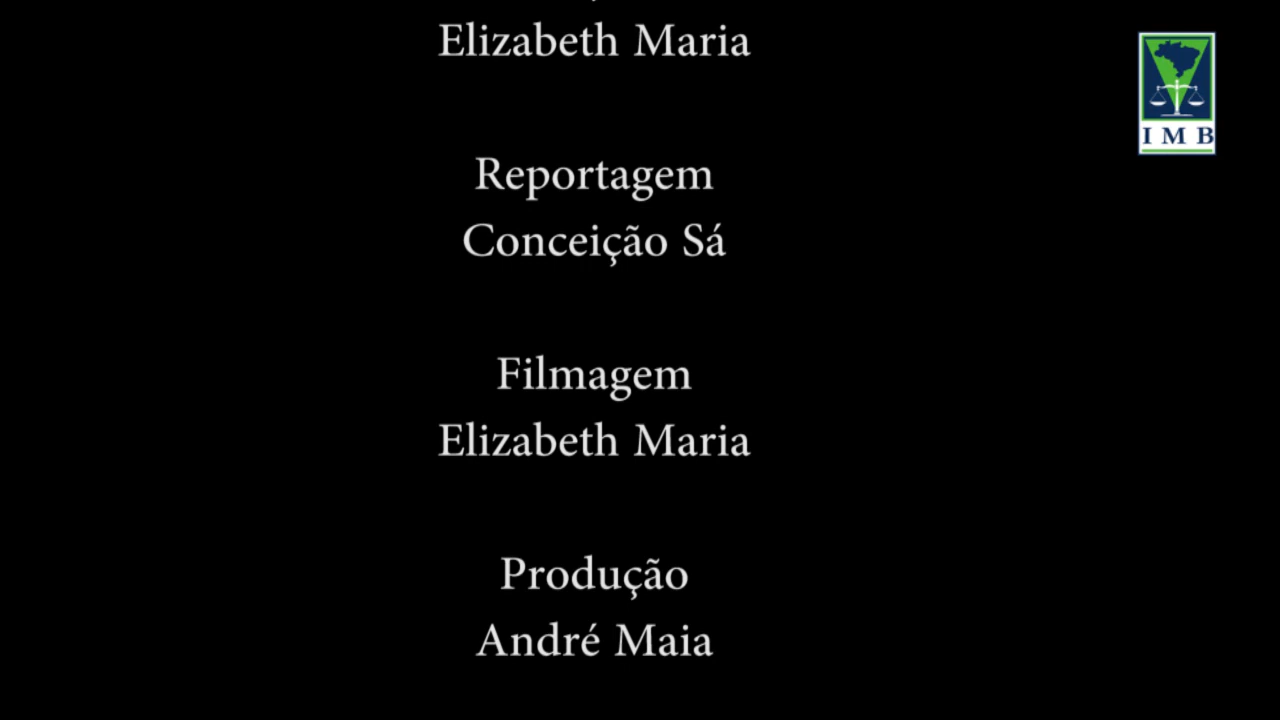 Elizabeth Maria
Reportagem
Conceição Sá
Filmagem
Elizabeth Maria
Produção
André Maia
IMB